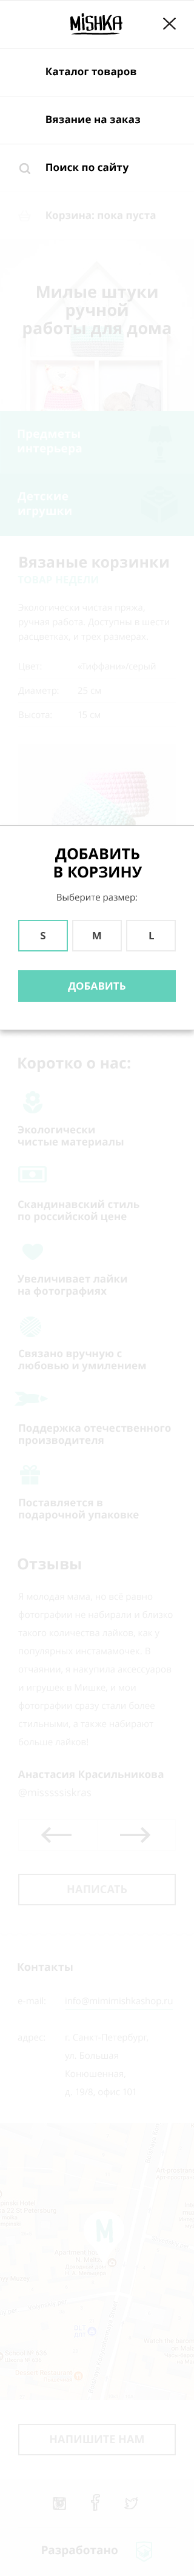 MiSHKA
Каталог товаров
Вязание на заказ
Поиск по сайту
Корзина: пока пуста
Милые штуки
ручной
работы для дома
Предметы
интерьера
Детские
игрушки
Вязаные корзинки
ТОВАР НЕДЕЛИ
Экологически чистая пряжа,
ручная работа. Доступны в шести
расцветках, и трех размерах.
Цвет: «Тиффани»/серый
Диаметр: 25 см
Высота: 15 см
ДОБАВИТЬ
В КОРЗИНУ
Выберите размер:
S M L
ДОБАВИТЬ
Коротко о нас:
Экологически
чистые материалы
Скандинавский стиль
по российской цене
Увеличивает лайки
на фотографиях
Связано вручную с
любовью и умилением
Поддержка отечественного
производителя
Поставляется в
подарочной упаковке
Отзывы
Я молодая мама, но всё равно
фотографии не набирали и близко
такого количества лайков, как у
популярных инстамамочек. Я
отчаялась и накупила аксессуаров
и игрушек в Мишке, и мои
фотографии сразу стали более
стильными, а также набирают
больше лайков!
Анастасия Красильникова
НАПИСАТЬ
Контакты
e-mail:
адрес: г. Санкт-Петербург,
ул. Большая
Конюшенная,
д. 19/8, офис 101
НАПИШИТЕ НАМ
Разработано